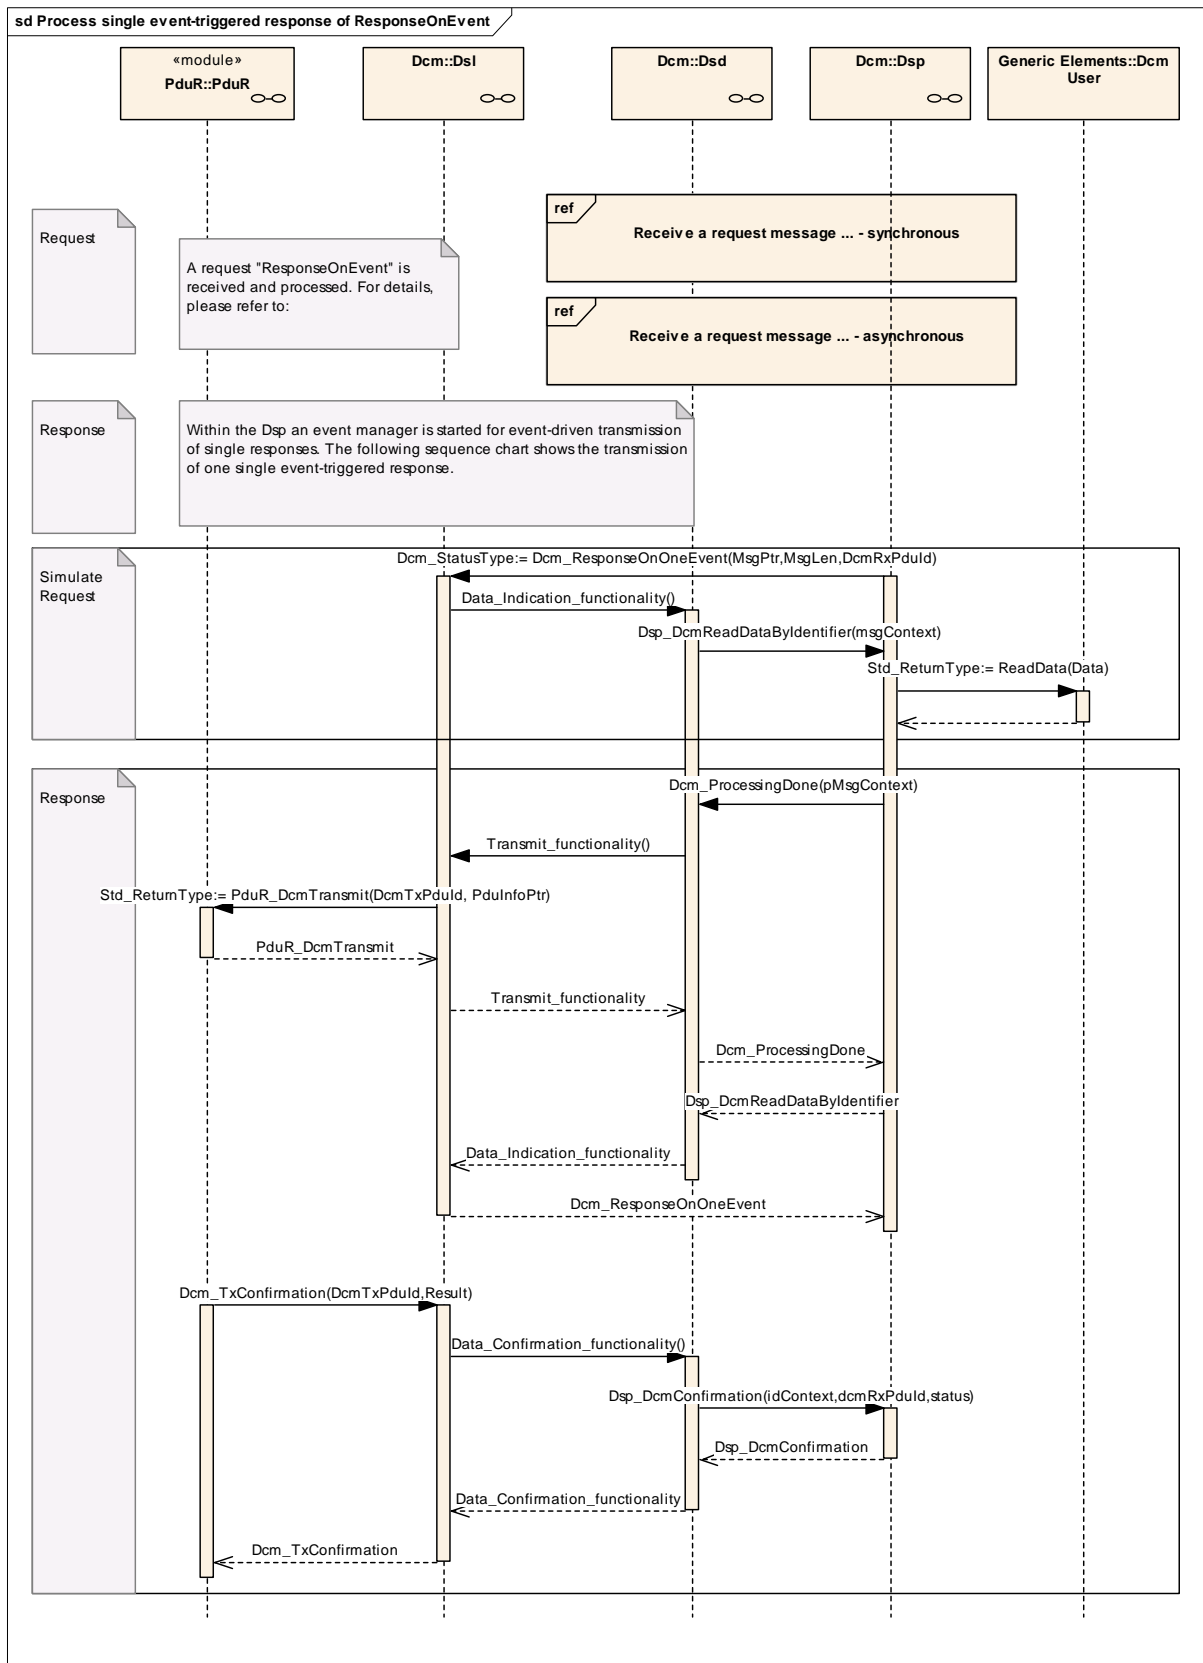 sd Process single event-triggered response of ResponseOnEvent
«module»
PduR::PduR
Dcm::Dsl
Dcm::Dsd
Dcm::Dsp
Generic Elements::Dcm
User
Request
A request "ResponseOnEvent" is
received and processed. For details,
please refer to:
ref
Receive a request message ... - synchronous
ref
Receive a request message ... - asynchronous
Response
Within the Dsp an event manager is started for event-driven transmission
of single responses. The following sequence chart shows the transmission
of one single event-triggered response.
Simulate
Request
Dcm_StatusType:= Dcm_ResponseOnOneEvent(MsgPtr,MsgLen,DcmRxPduId)
Data_Indication_functionality()
Dsp_DcmReadDataByIdentifier(msgContext)
Std_ReturnType:= ReadData(Data)
Response
Dcm_ProcessingDone(pMsgContext)
Transmit_functionality()
Std_ReturnType:= PduR_DcmTransmit(DcmTxPduId, PduInfoPtr)
PduR_DcmTransmit
Transmit_functionality
Dcm_ProcessingDone
Dsp_DcmReadDataByIdentifier
Data_Indication_functionality
Dcm_ResponseOnOneEvent
Dcm_TxConfirmation(DcmTxPduId,Result)
Data_Confirmation_functionality()
Dsp_DcmConfirmation(idContext,dcmRxPduId,status)
Dsp_DcmConfirmation
Data_Confirmation_functionality
Dcm_TxConfirmation